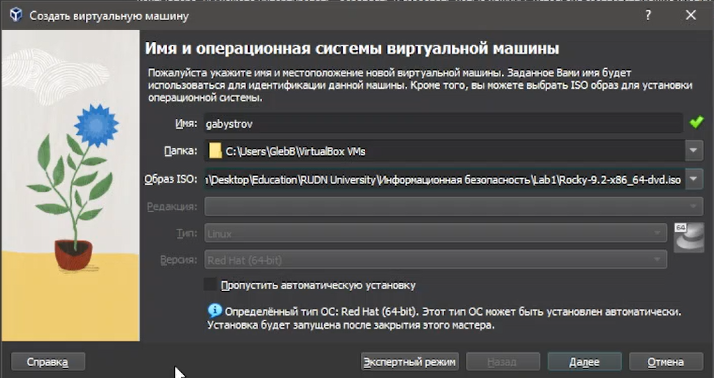 Создать виртуальную машину
?
Имя и операционная системы виртуальной машины
Пожалуйста укажите имя и местоположение новой виртуальной машины. Заданное Вами имя будет
использоваться для идентификации данной машины. Кроме того, вы можете выбрать ISO образ для установки
операционной системы.
Имя: gabystrov
Папка: C:\Users\GlebB\VirtualBox VMs
Образ ISO: ı\Desktop\Education\RUDN University\Информационная безопасность\Lab1\Rocky-9.2-x86_64-dvd.iso
Редакция:
Тип: Linux
64
Версия: Red Hat (64-bit)
Пропустить автоматическую установку
Определённый тип ОС: Red Hat (64-bit). Этот тип ОС может быть установлен автоматически.
Установка будет запущена после закрытия этого мастера.
Справка Экспертный режим Назад Далее Отмена